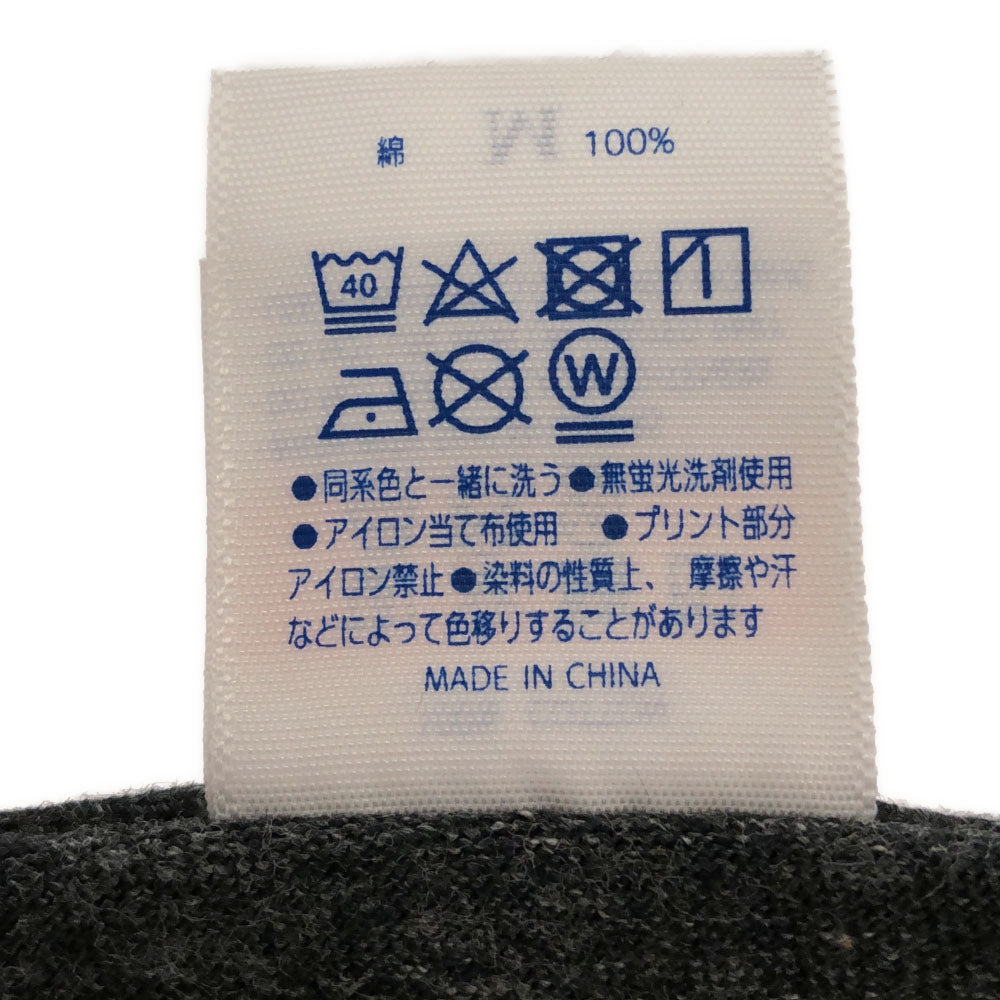 綿 M 100%
40
W
●同系色と一緒に洗う●無蛍光洗剤使用
●アイロン当て布使用 ●プリント部分
アイロン禁止●染料の性質上、 摩擦や汗
などによって色移りすることがあります
MADE IN CHINA